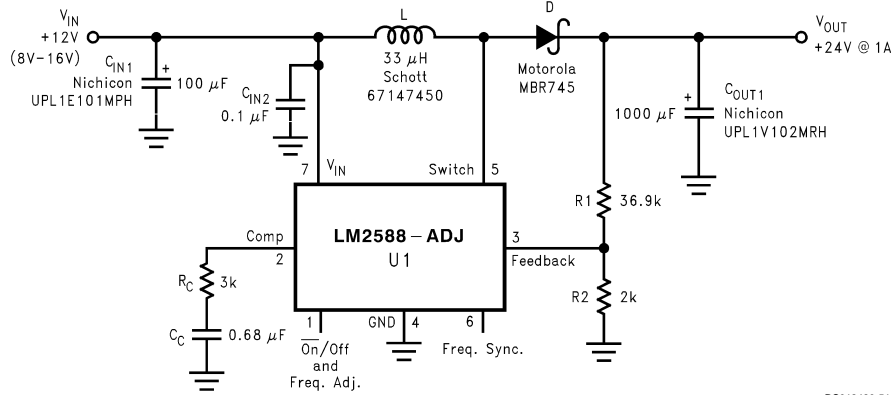 V_IN
+12V
(8V–16V)
C_IN1
Nichicon
UPL1E101MPH
+
100 μF
C_IN2
0.1 μF
L
33 μH
Schott
67147450
D
Motorola
MBR745
V_OUT
+24V @ 1A
+
1000 μF
C_OUT1
Nichicon
UPL1V102MRH
7
V_IN
Switch
5
R1
36.9k
Comp
2
LM2588–ADJ
U1
3
Feedback
R_C
3k
R2
2k
C_C
0.68 μF
1
GND
4
6
O̅n̅/Off
and
Freq. Adj.
Freq. Sync.